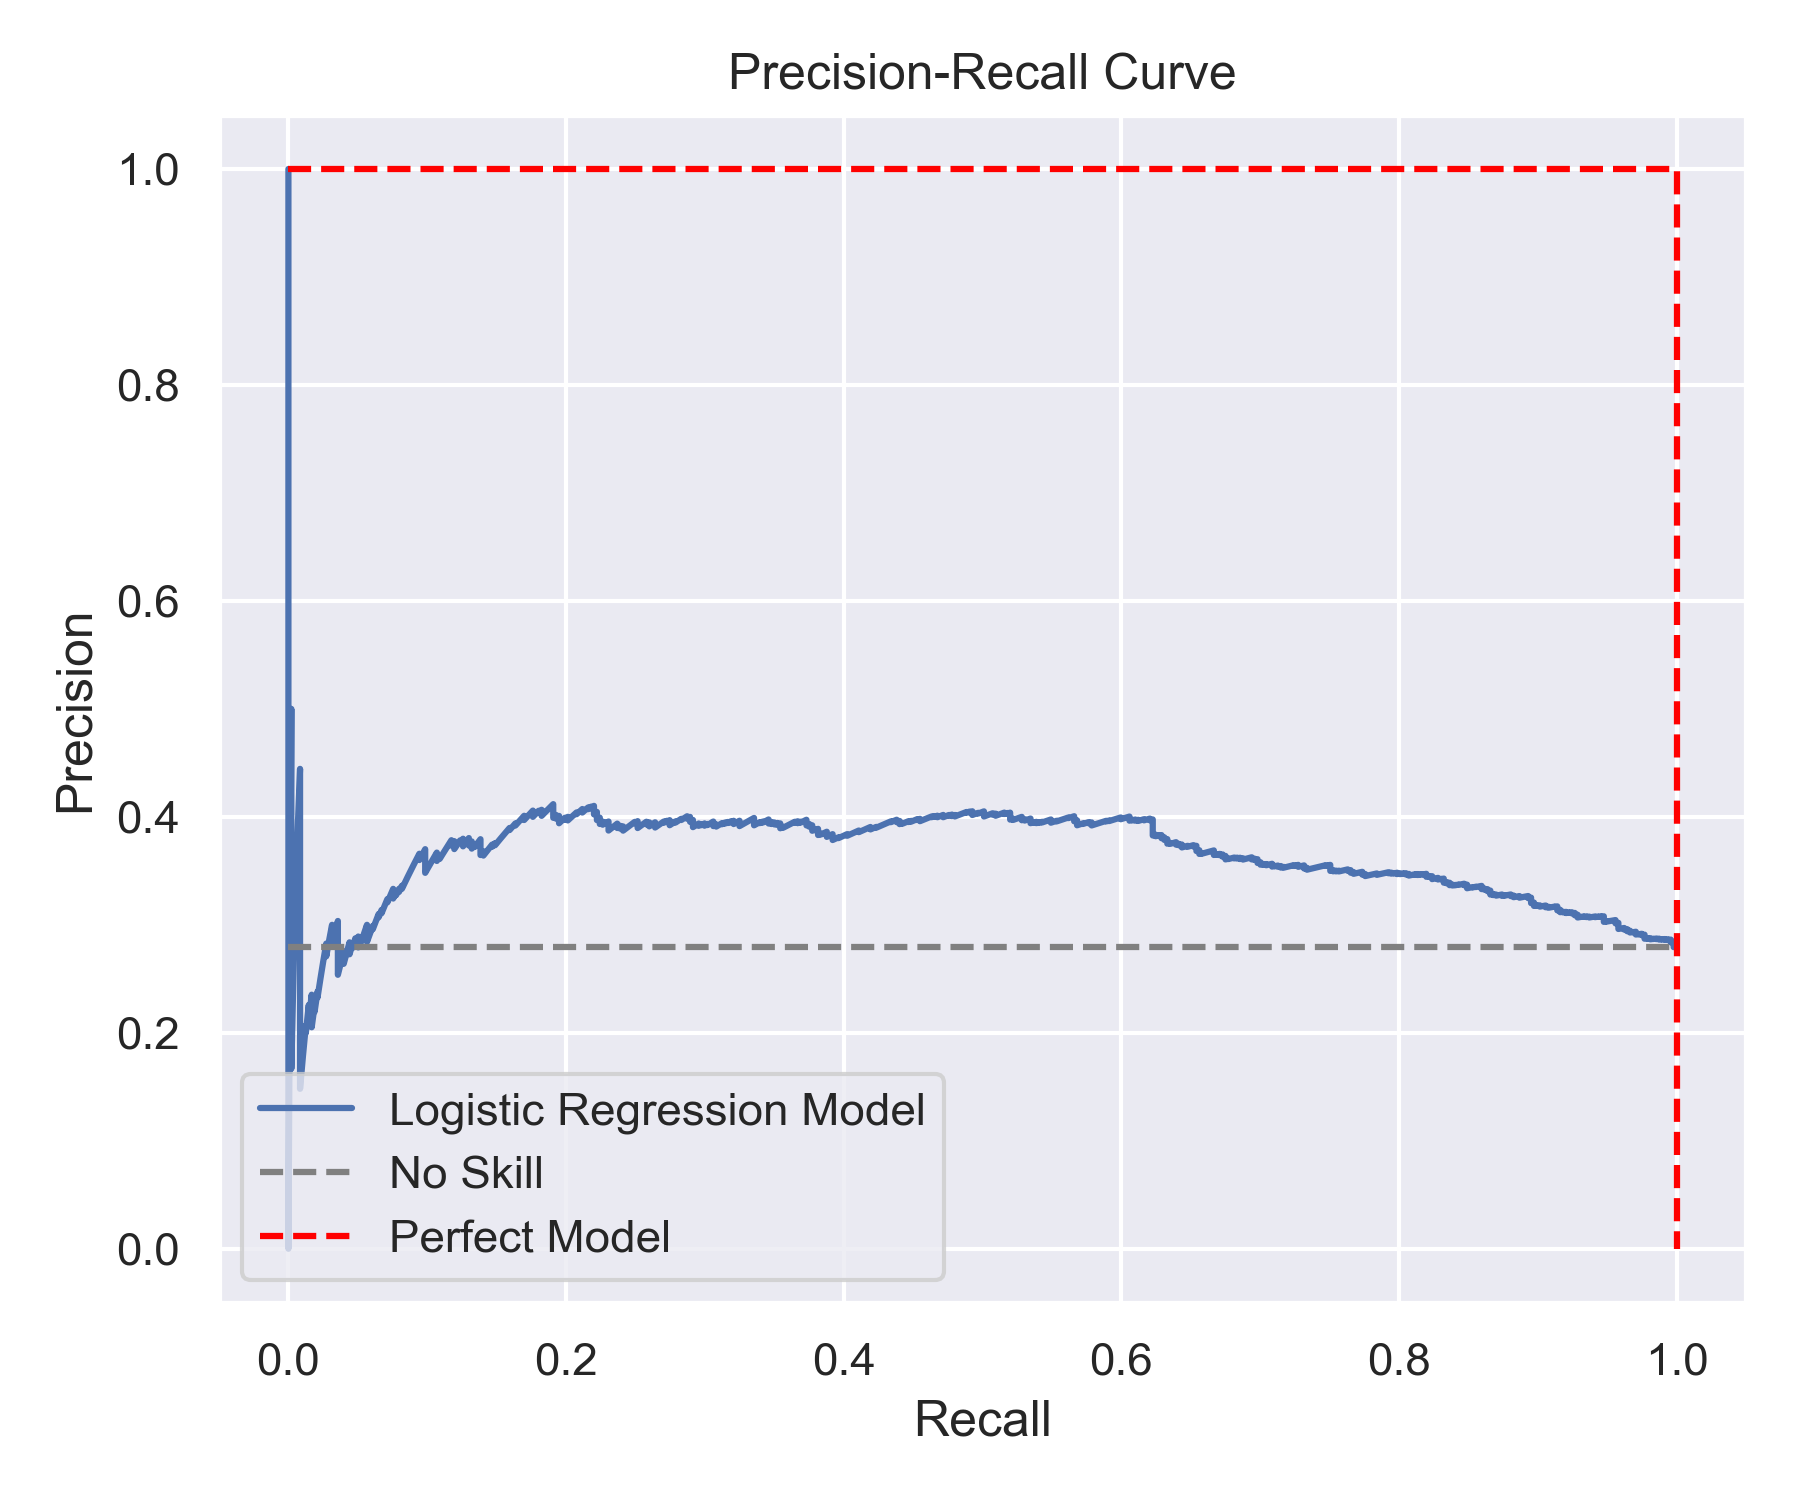 Precision-Recall Curve
1.0
0.8
0.6
0.4
0.2
0.0
Precision
Logistic Regression Model
No Skill
Perfect Model
0.0 0.2 0.4 0.6 0.8 1.0
Recall